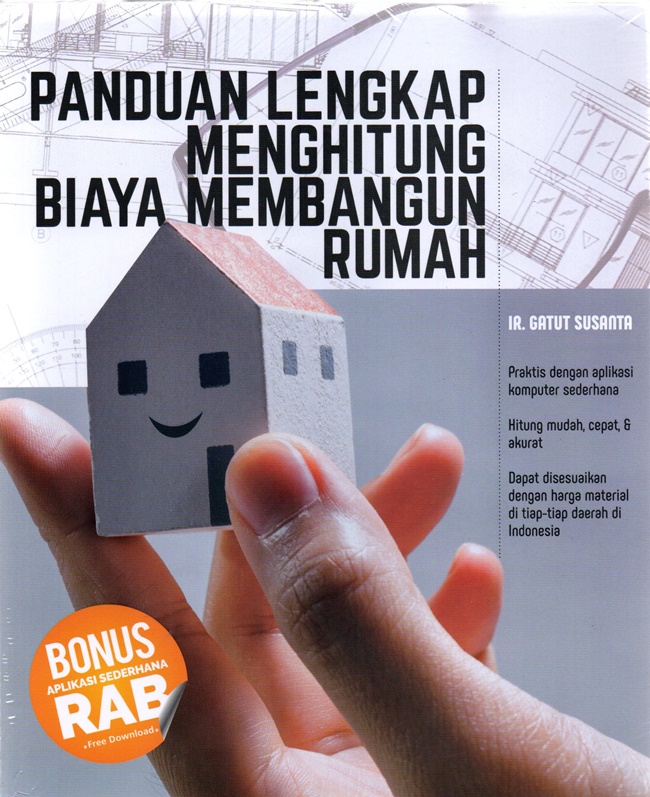 PANDUAN LENGKAP
MENGHITUNG
BIAYA MEMBANGUN
RUMAH
IR. GATUT SUSANTA
Praktis dengan aplikasi
komputer sederhana
Hitung mudah, cepat, &
akurat
Dapat disesuaikan
dengan harga material
di tiap-tiap daerah di
Indonesia
BONUS
APLIKASI SEDERHANA
RAB
*Free Download*